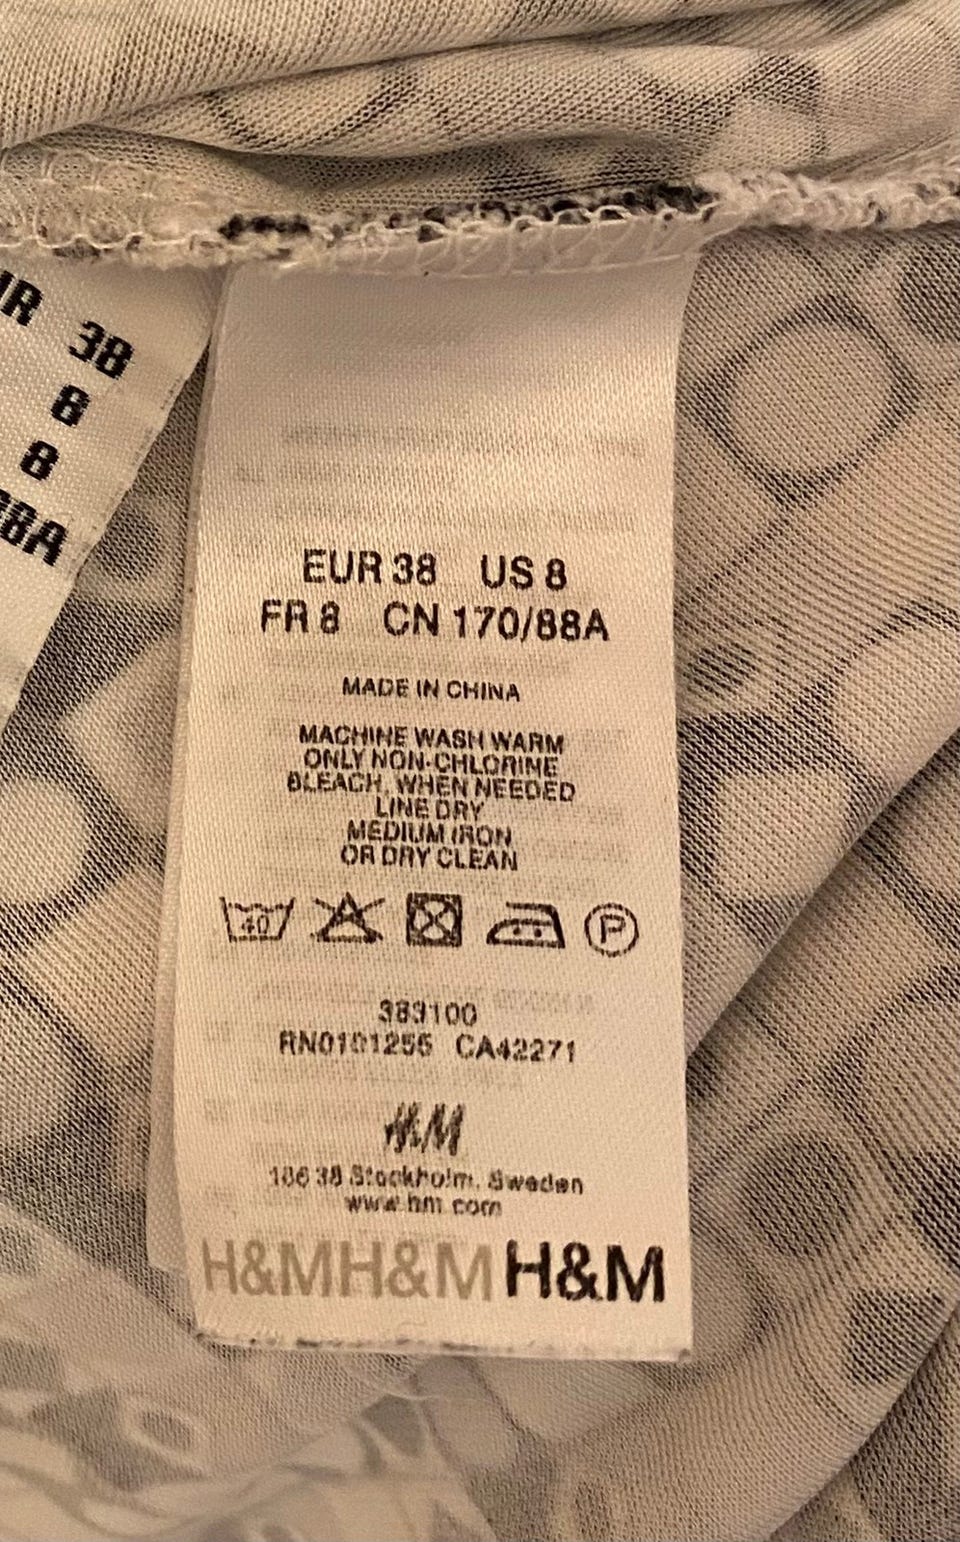 38
8
8
EUR 38 US 8
FR 8 CN 170/88A
MADE IN CHINA
MACHINE WASH WARM
ONLY NON-CHLORINE
BLEACH, WHEN NEEDED
LINE DRY
MEDIUM IRON
OR DRY CLEAN
40 P
383100
RN0101255 CA42271
H&M
106 38 Stockholm, Sweden
www.hm.com
H&M H&M H&M